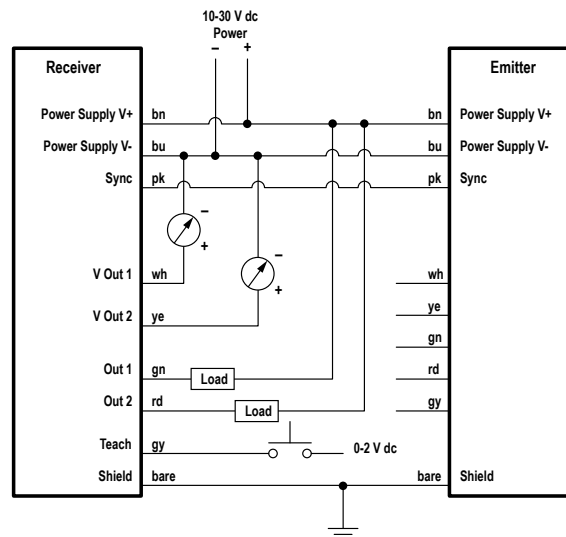 10-30 V dc
Power
– +
Receiver
Emitter
Power Supply V+ bn
bn Power Supply V+
Power Supply V- bu
bu Power Supply V-
Sync pk
pk Sync
–
+
–
+
V Out 1 wh
wh
V Out 2 ye
ye
gn
Out 1 gn
Load
rd
Out 2 rd
Load
gy
Teach gy
0-2 V dc
Shield bare
bare Shield